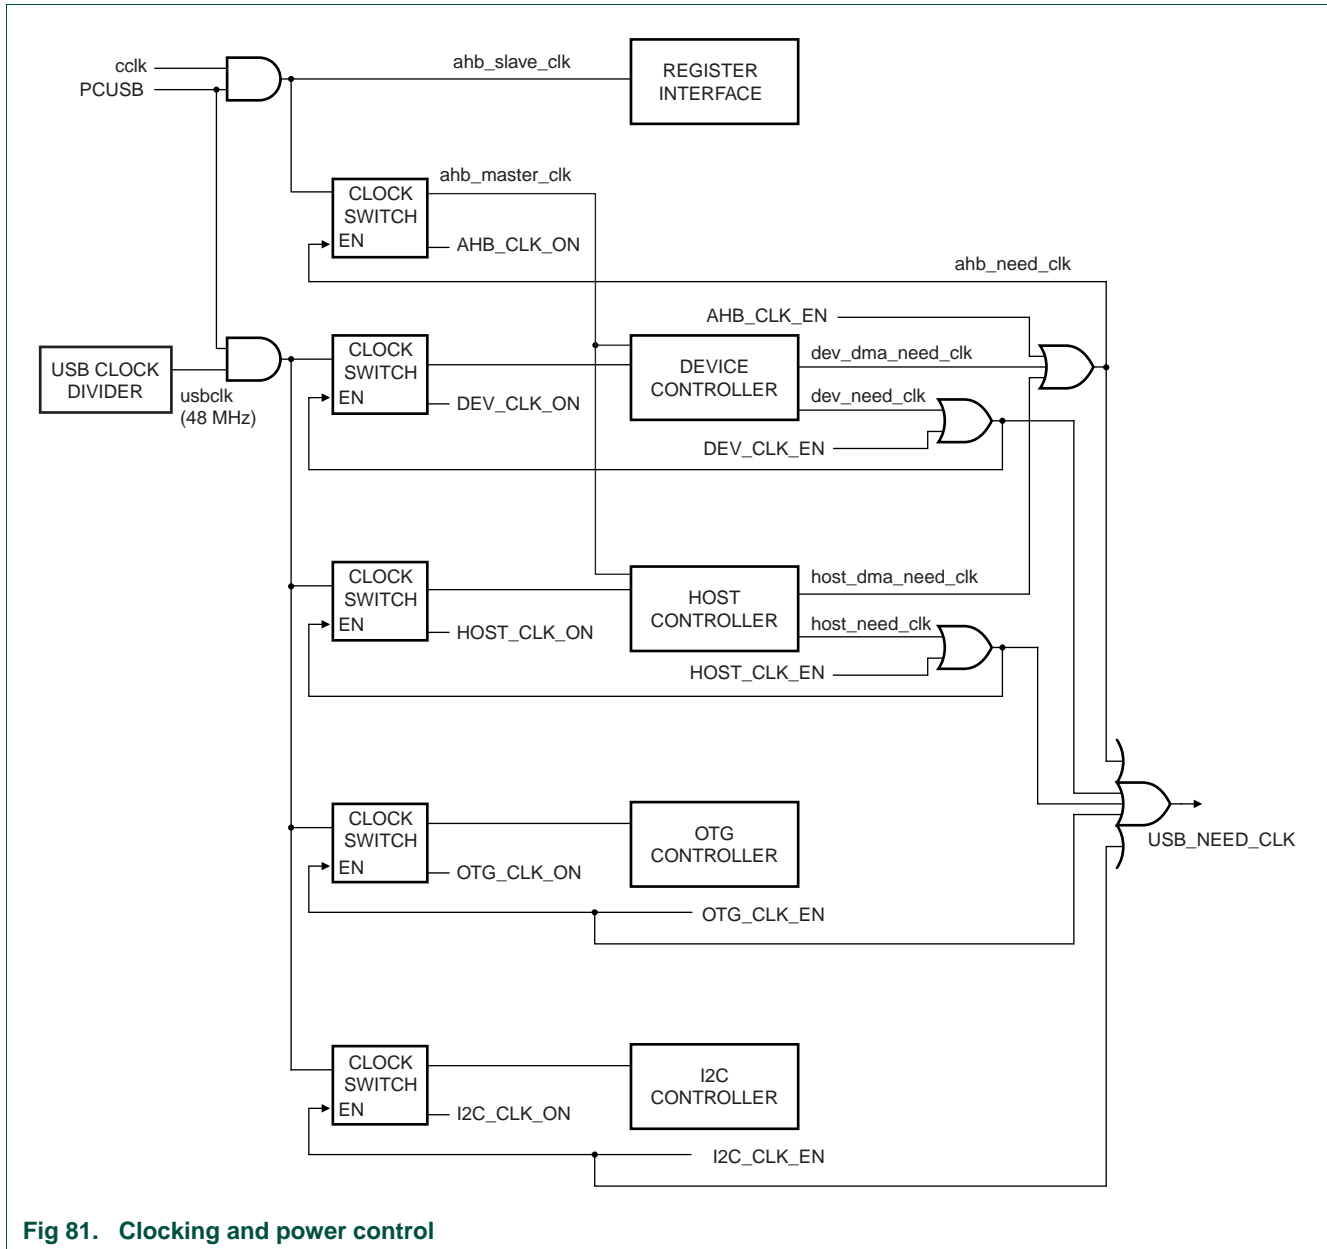 cclk
PCUSB
ahb_slave_clk
REGISTER
INTERFACE
CLOCK
SWITCH
EN
ahb_master_clk
AHB_CLK_ON
ahb_need_clk
AHB_CLK_EN
USB CLOCK
DIVIDER
usbclk
(48 MHz)
CLOCK
SWITCH
EN
DEV_CLK_ON
DEVICE
CONTROLLER
dev_dma_need_clk
dev_need_clk
DEV_CLK_EN
CLOCK
SWITCH
EN
HOST_CLK_ON
HOST
CONTROLLER
host_dma_need_clk
host_need_clk
HOST_CLK_EN
CLOCK
SWITCH
EN
OTG_CLK_ON
OTG
CONTROLLER
OTG_CLK_EN
USB_NEED_CLK
CLOCK
SWITCH
EN
I2C_CLK_ON
I2C
CONTROLLER
I2C_CLK_EN
Fig 81. Clocking and power control